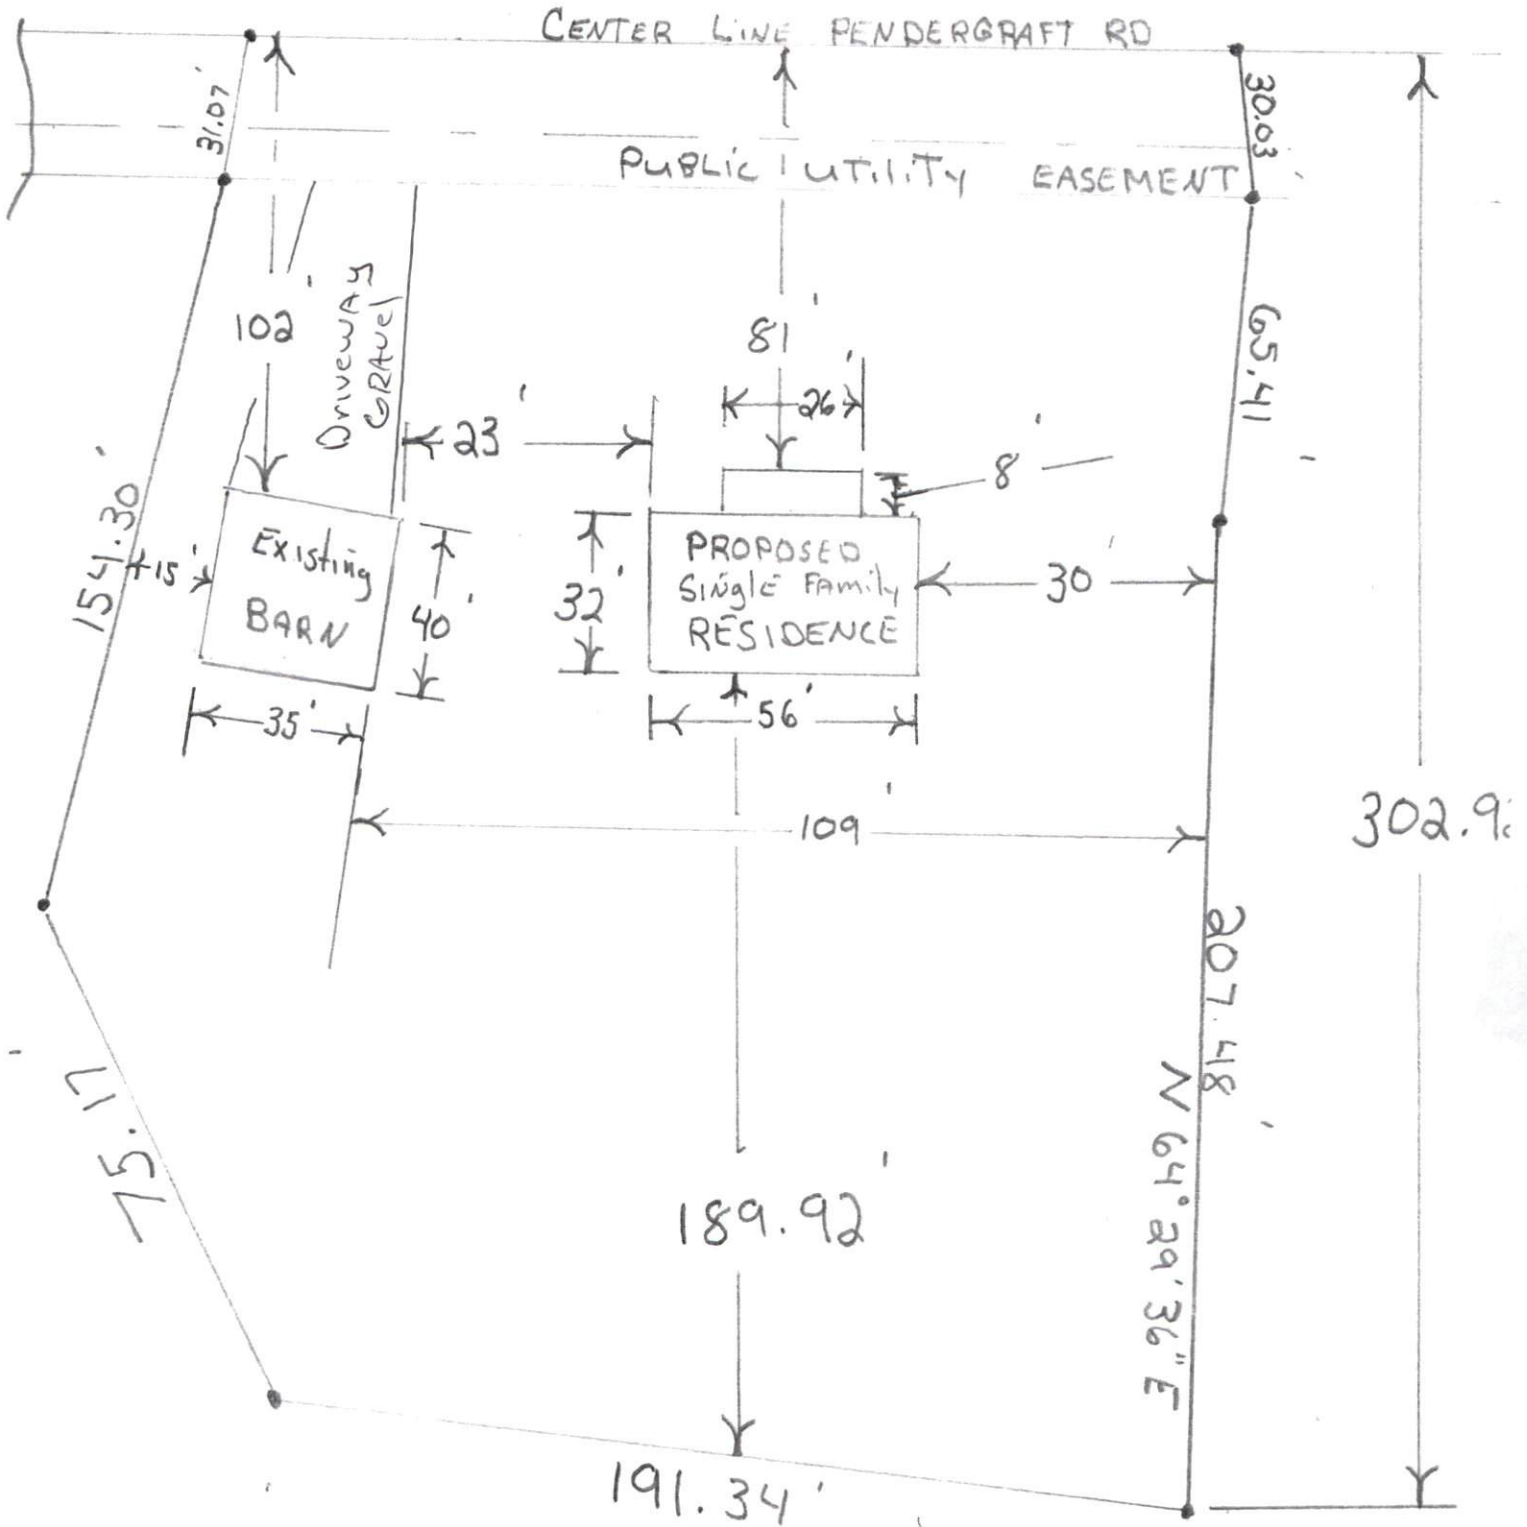 CENTER LINE PENDERGRAFT RD
31.07'
30.03
PUBLIC UTILITY EASEMENT
102'
DRIVEWAY
GRAVEL
81'
65.41
26'
23'
8'
154.30'
15'
Existing
BARN
40'
32'
PROPOSED
Single Family
RESIDENCE
30'
35'
56'
109'
302.9
207.48'
N 64° 29' 36" E
75.17'
189.92'
191.34'